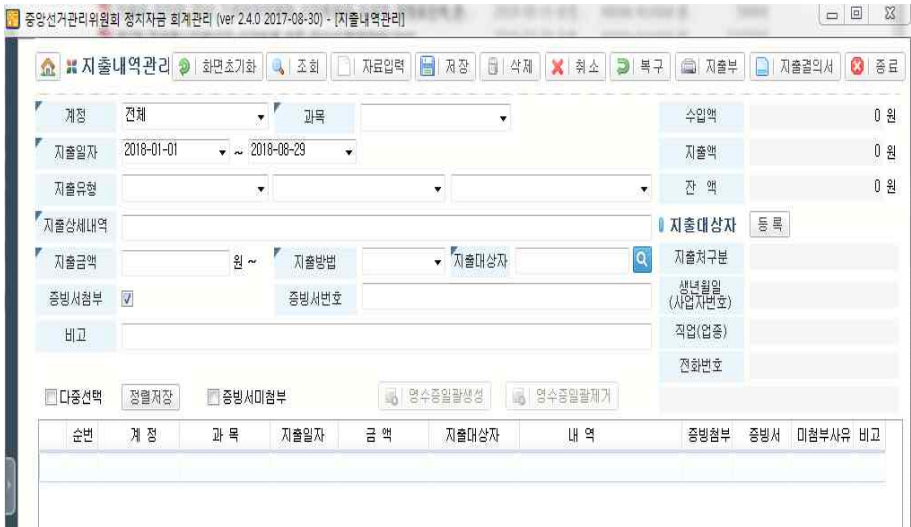 중앙선거관리위원회 정치자금 회계관리 (ver 2.4.0 2017-08-30) - [지출내역관리]
지출내역관리 화면초기화 조회 자료입력 저장 삭제 취소 복구 지출부 지출결의서 종료
계정 전체 과목 수입액 0 원
지출일자 2018-01-01 ~ 2018-08-29 지출액 0 원
지출유형 잔 액 0 원
지출상세내역 지출대상자 등록
지출금액 원 ~ 지출방법 지출대상자 지출처구분
증빙서첨부 증빙서번호 생년월일
(사업자번호)
비고 직업(업종)
전화번호
다중선택 정렬저장 증빙서미첨부 영수증일괄생성 영수증일괄제거
순번 계 정 과 목 지출일자 금 액 지출대상자 내 역 증빙첨부 증빙서 미첨부사유 비고